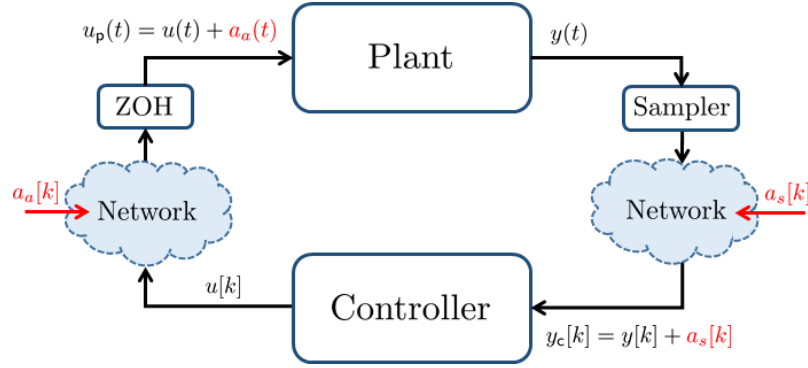 u_p(t) = u(t) + a_a(t)
Plant
y(t)
ZOH
Sampler
a_a[k]
Network
Network
a_s[k]
u[k]
Controller
y_c[k] = y[k] + a_s[k]